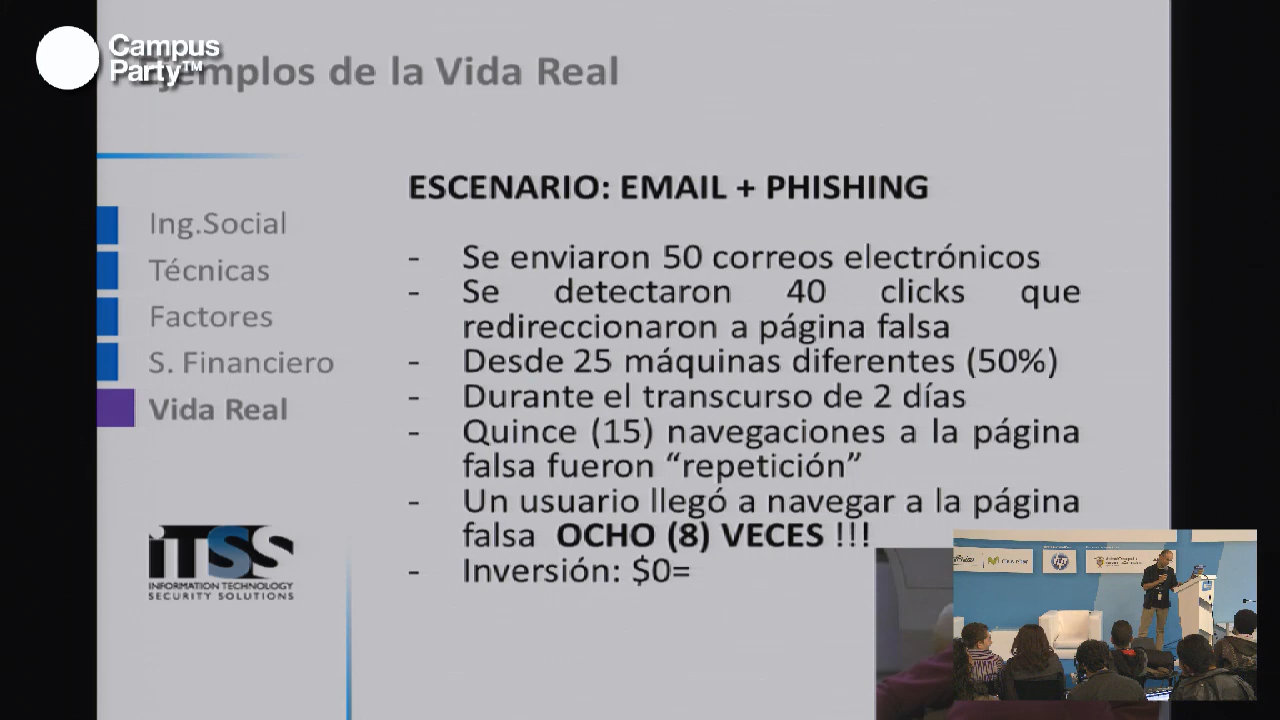 Campus
Party™
Ejemplos de la Vida Real
ESCENARIO: EMAIL + PHISHING
Ing.Social
Técnicas
Factores
S. Financiero
Vida Real
- Se enviaron 50 correos electrónicos
- Se detectaron 40 clicks que
redireccionaron a página falsa
- Desde 25 máquinas diferentes (50%)
- Durante el transcurso de 2 días
- Quince (15) navegaciones a la página
falsa fueron “repetición”
- Un usuario llegó a navegar a la página
falsa OCHO (8) VECES !!!
- Inversión: $0=
iTSS
INFORMATION TECHNOLOGY
SECURITY SOLUTIONS